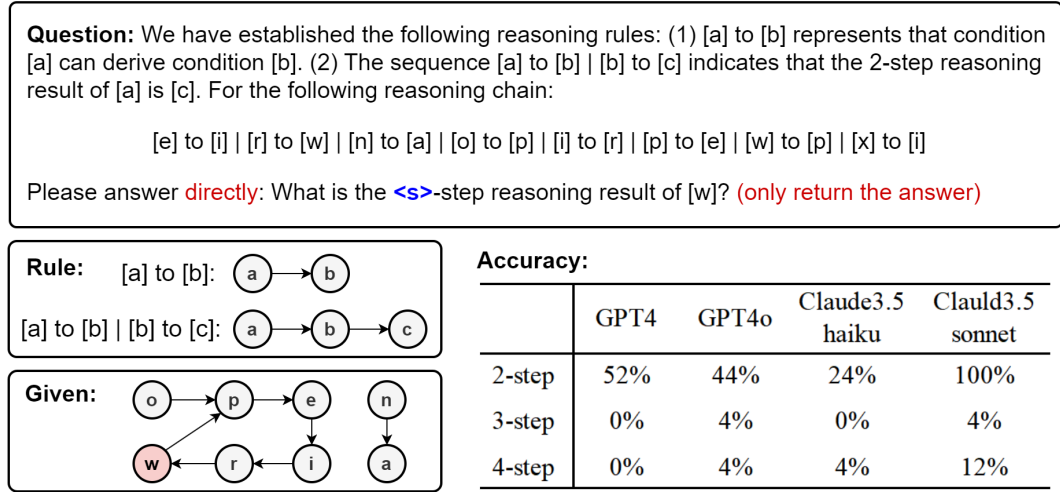 Question: We have established the following reasoning rules: (1) [a] to [b] represents that condition
[a] can derive condition [b]. (2) The sequence [a] to [b] | [b] to [c] indicates that the 2-step reasoning
result of [a] is [c]. For the following reasoning chain:
[e] to [i] | [r] to [w] | [n] to [a] | [o] to [p] | [i] to [r] | [p] to [e] | [w] to [p] | [x] to [i]
Please answer directly: What is the <s>-step reasoning result of [w]? (only return the answer)
Rule: [a] to [b]: a b
[a] to [b] | [b] to [c]: a b c
Given: o p e n
w r i a
Accuracy:
GPT4 GPT4o Claude3.5 haiku Clauld3.5 sonnet
2-step 52% 44% 24% 100%
3-step 0% 4% 0% 4%
4-step 0% 4% 4% 12%